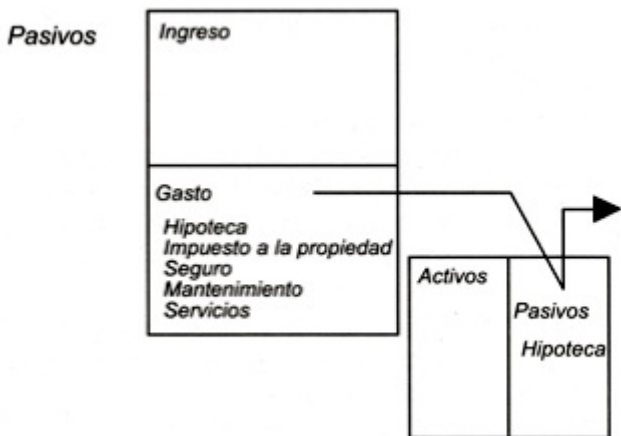 Pasivos
Ingreso
Gasto
Hipoteca
Impuesto a la propiedad
Seguro
Mantenimiento
Servicios
Activos
Pasivos
Hipoteca